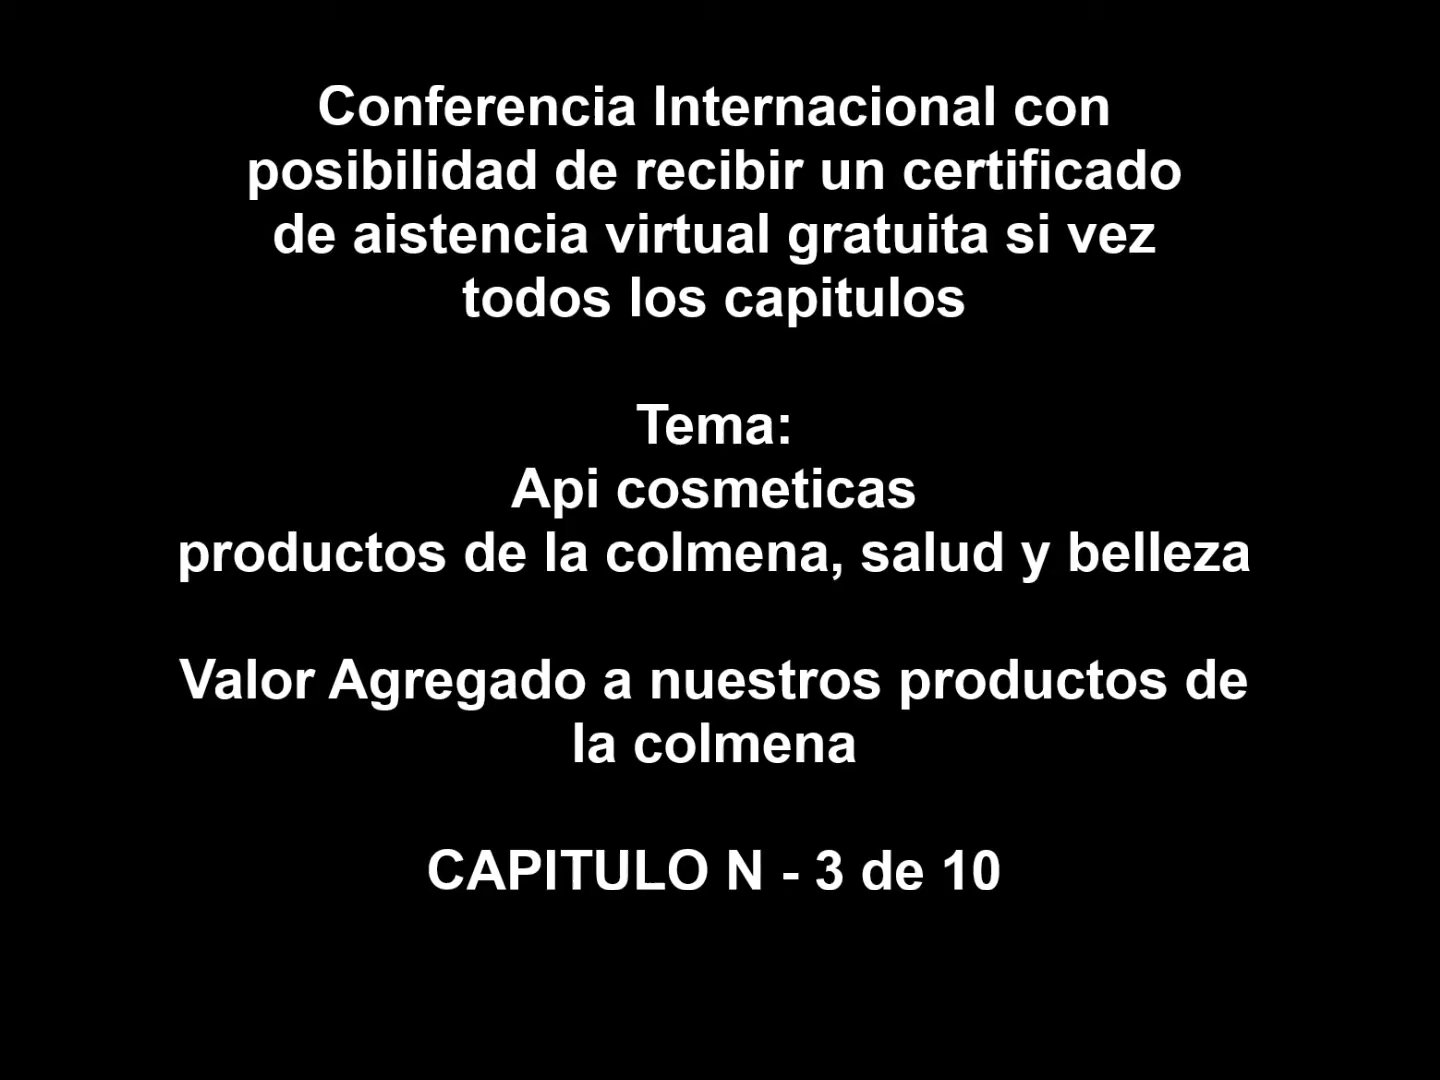 Conferencia Internacional con
posibilidad de recibir un certificado
de aistencia virtual gratuita si vez
todos los capitulos
Tema:
Api cosmeticas
productos de la colmena, salud y belleza
Valor Agregado a nuestros productos de
la colmena
CAPITULO N - 3 de 10